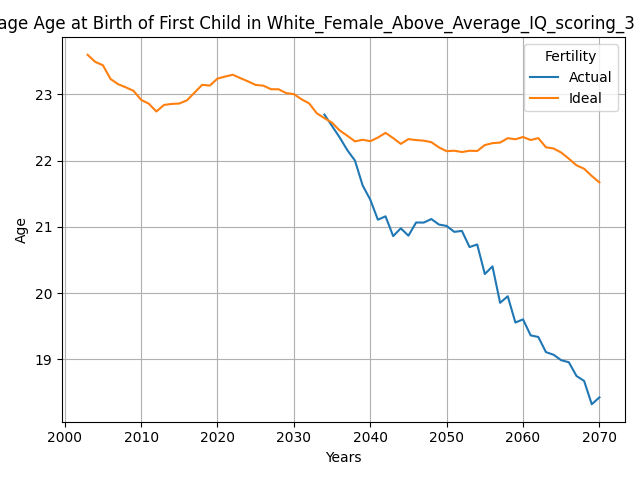 age Age at Birth of First Child in White_Female_Above_Average_IQ_scoring_3
Fertility
Actual
Ideal
23
22
21
20
19
Age
2000 2010 2020 2030 2040 2050 2060 2070
Years